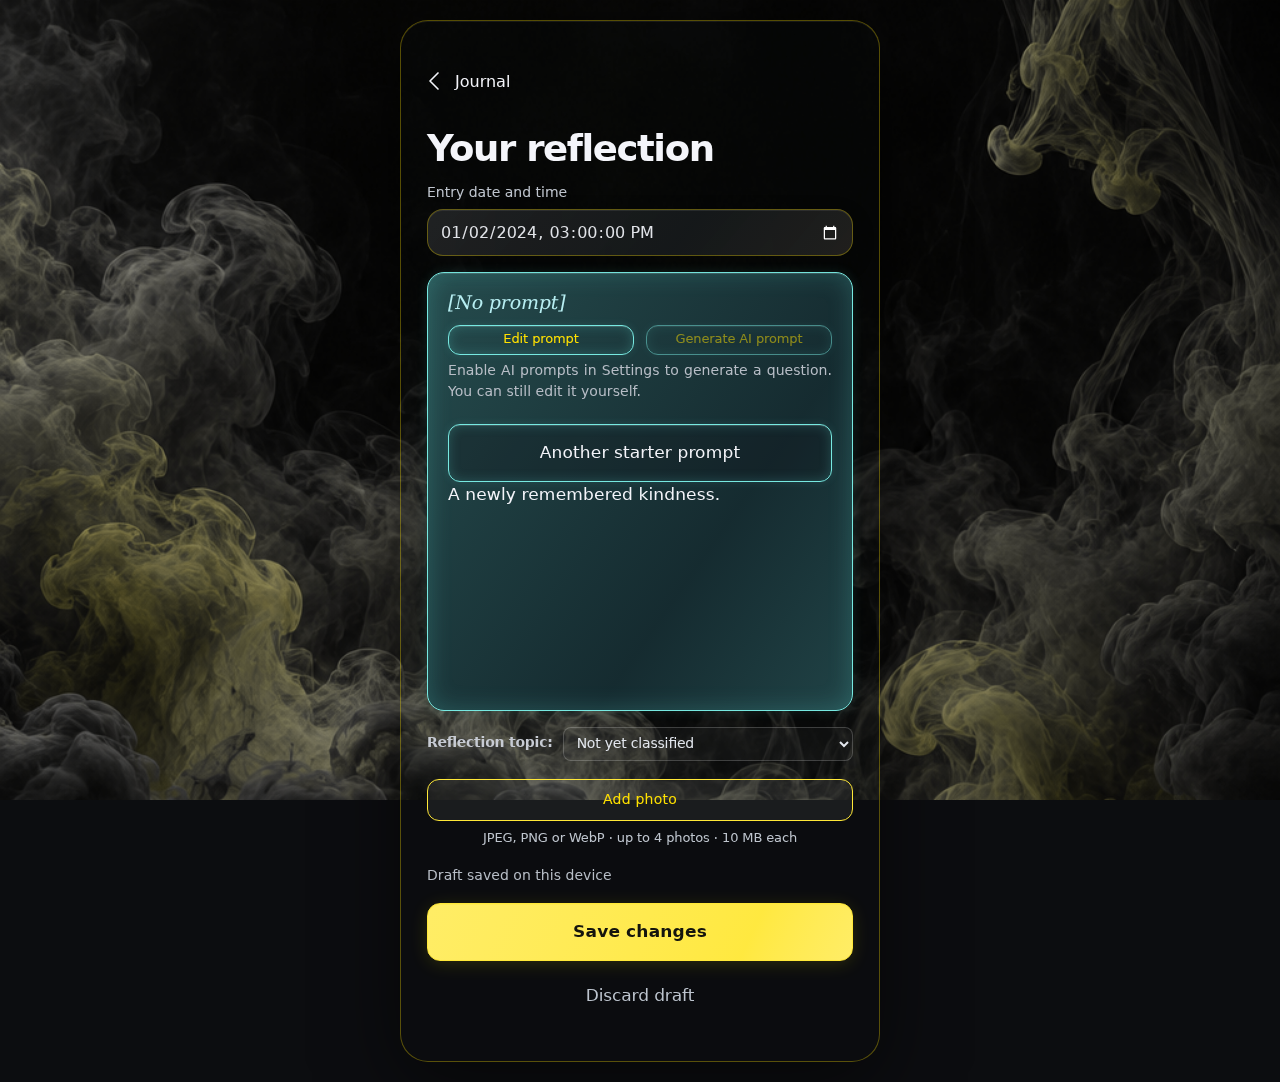 Journal
Your reflection
Entry date and time
01/02/2024, 03:00:00 PM
[No prompt]
Edit prompt
Generate AI prompt
Enable AI prompts in Settings to generate a question.
You can still edit it yourself.
Another starter prompt
A newly remembered kindness.
Reflection topic:
Not yet classified
Add photo
JPEG, PNG or WebP · up to 4 photos · 10 MB each
Draft saved on this device
Save changes
Discard draft